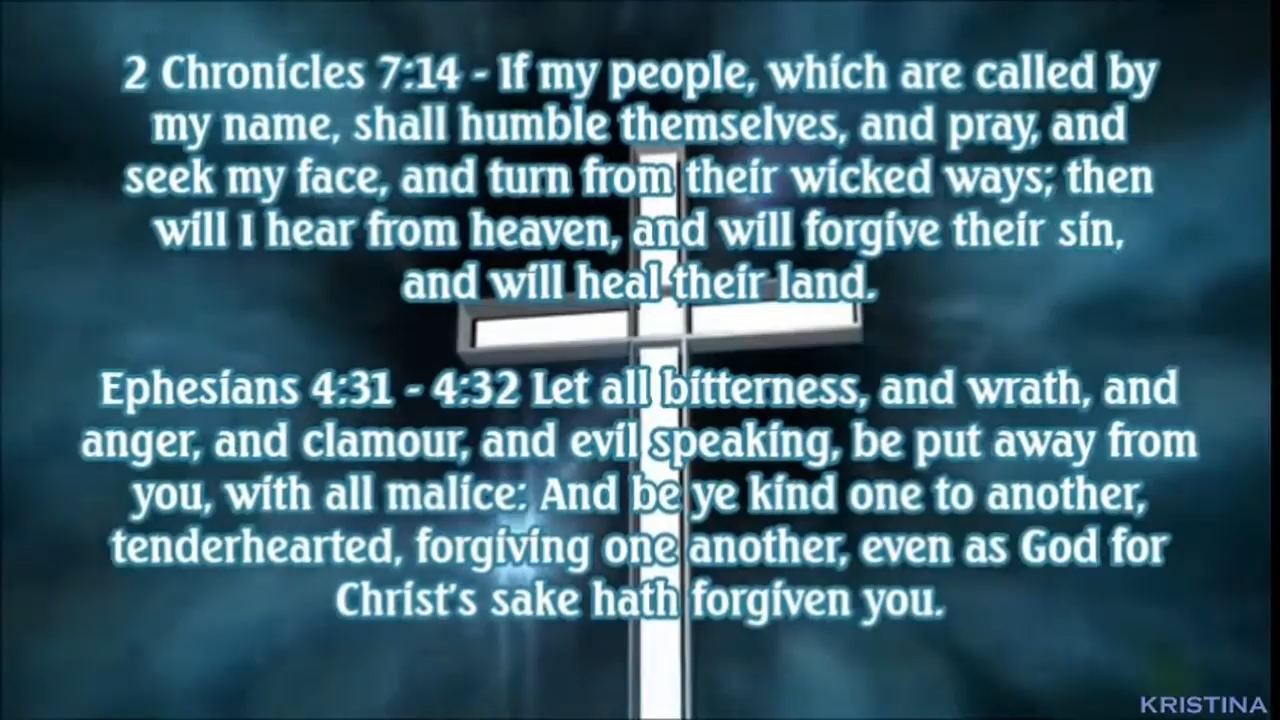 2 Chronicles 7:14 - If my people, which are called by
my name, shall humble themselves, and pray, and
seek my face, and turn from their wicked ways; then
will I hear from heaven, and will forgive their sin,
and will heal their land.
Ephesians 4:31 - 4:32 Let all bitterness, and wrath, and
anger, and clamour, and evil speaking, be put away from
you, with all malice: And be ye kind one to another,
tenderhearted, forgiving one another, even as God for
Christ's sake hath forgiven you.
KRISTINA